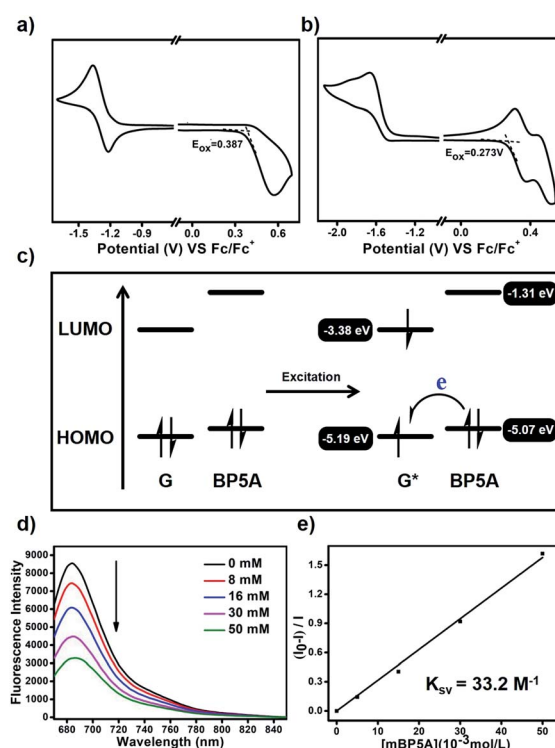 a)
b)
E_ox=0.387
E_ox=0.273V
-1.5 -1.2 -0.9 0.0 0.3 0.6
-2.0 -1.6 -1.2 0.0 0.4
Potential (V) VS Fc/Fc⁺
Potential (V) VS Fc/Fc⁺
c)
LUMO
-3.38 eV
-1.31 eV
Excitation
e
HOMO
-5.19 eV
-5.07 eV
G
BP5A
G*
BP5A
d)
Fluorescence Intensity
9000
8000
7000
6000
5000
4000
3000
2000
1000
0
0 mM
8 mM
16 mM
30 mM
50 mM
680 720 760 800 840
Wavelength (nm)
e)
(I₀-I) / I
1.5
1.2
0.9
0.6
0.3
0.0
K_SV = 33.2 M⁻¹
0 10 20 30 40 50
[mBP5A](10⁻³mol/L)